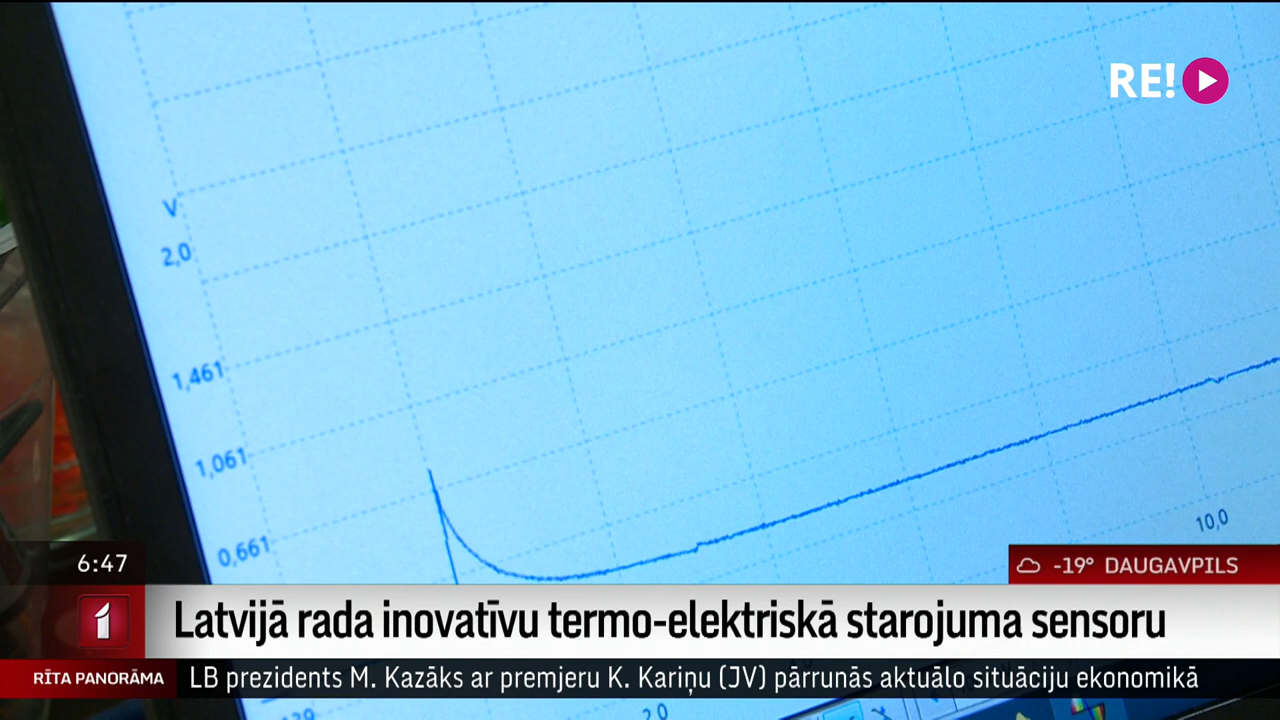 RE!
V
2,0
1,461
1,061
0,661
10,0
6:47
-19° DAUGAVPILS
1
Latvijā rada inovatīvu termo-elektriskā starojuma sensoru
RĪTA PANORĀMA
LB prezidents M. Kazāks ar premjeru K. Kariņu (JV) pārrunās aktuālo situāciju ekonomikā
2,0